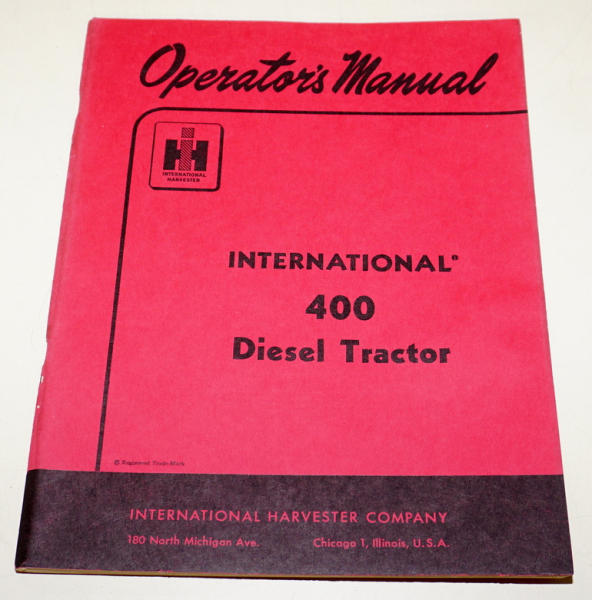 Operator's Manual
IH
INTERNATIONAL
HARVESTER
INTERNATIONAL®
400
Diesel Tractor
® Registered Trade-Mark
INTERNATIONAL HARVESTER COMPANY
180 North Michigan Ave. Chicago 1, Illinois, U.S.A.